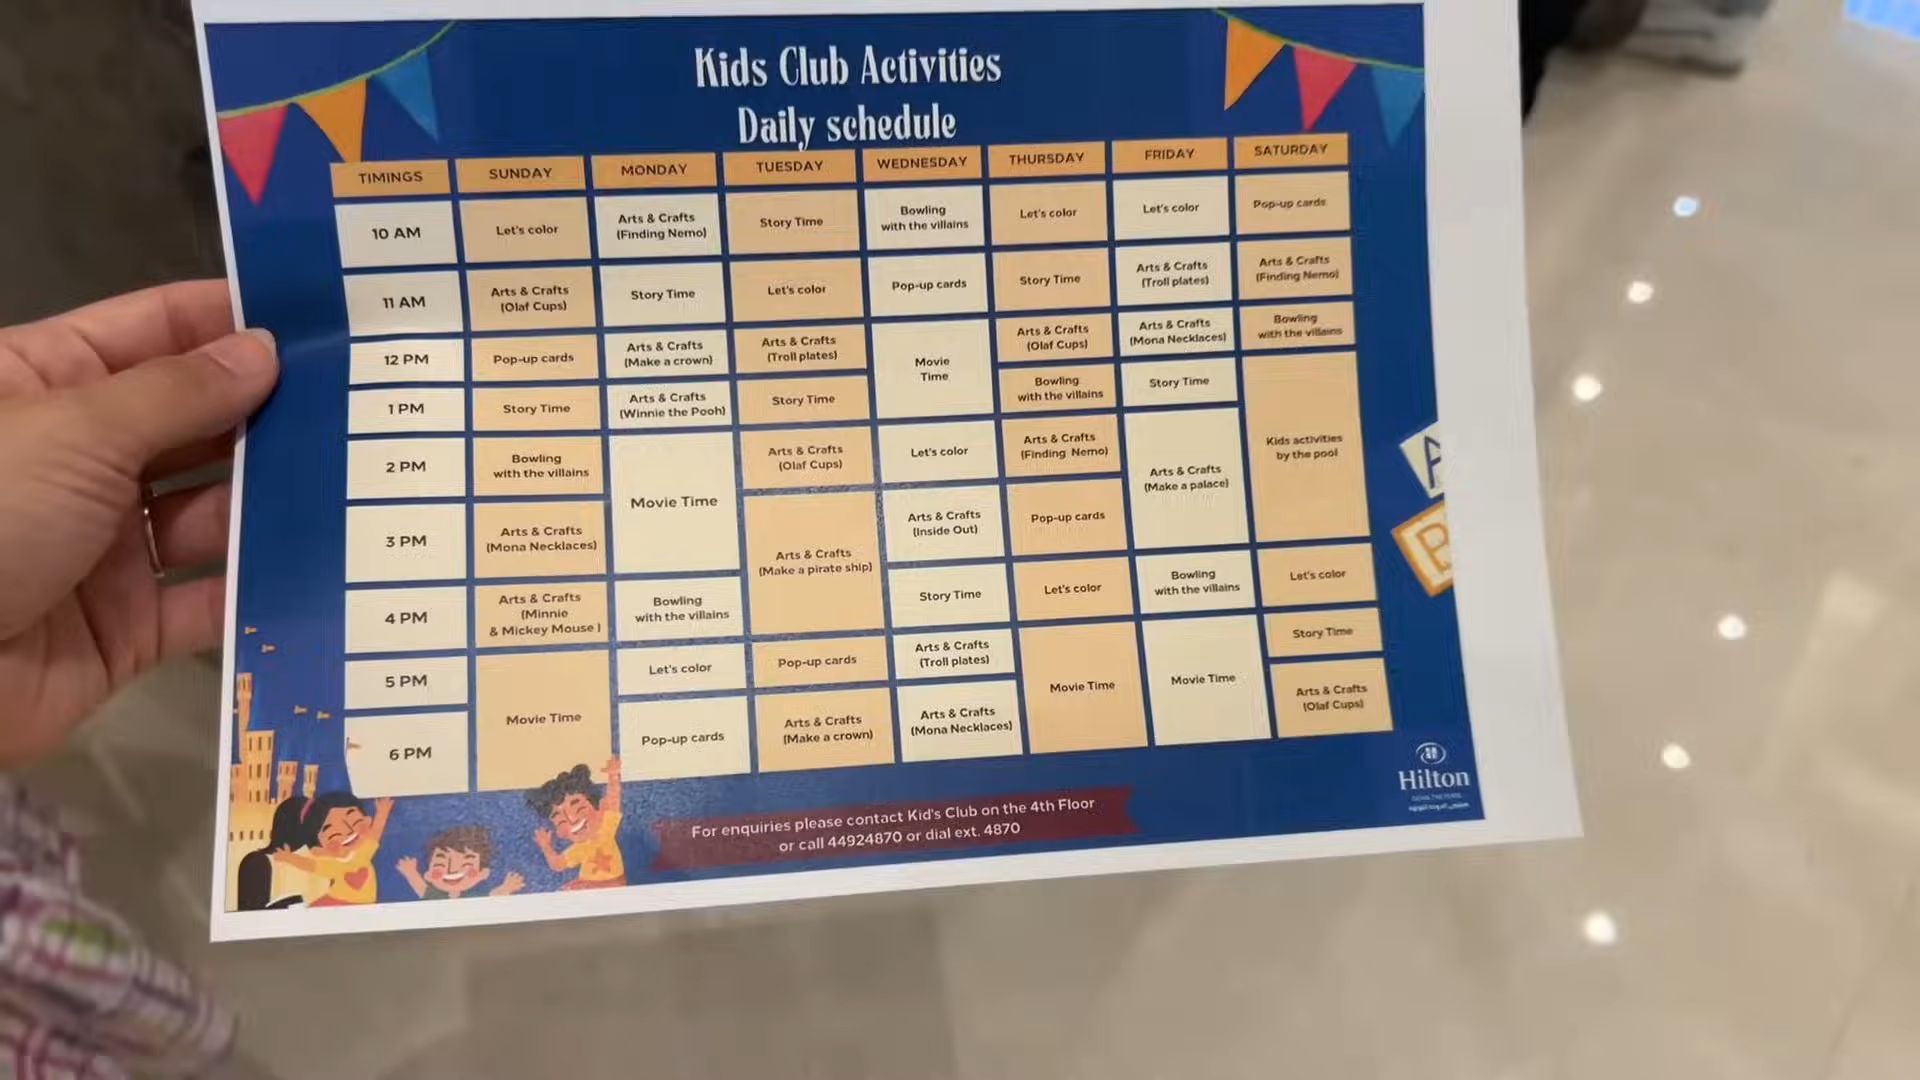 Kids Club Activities
Daily schedule
TIMINGS SUNDAY MONDAY TUESDAY WEDNESDAY THURSDAY FRIDAY SATURDAY
10 AM
Let's color
Arts & Crafts
(Finding Nemo)
Story Time
Bowling
with the villains
Let's color
Let's color
Pop-up cards
11 AM
Arts & Crafts
(Olaf Cups)
Story Time
Let's color
Pop-up cards
Story Time
Arts & Crafts
(Troll plates)
Arts & Crafts
(Finding Nemo)
12 PM
Pop-up cards
Arts & Crafts
(Make a crown)
Arts & Crafts
(Troll plates)
Movie
Time
Arts & Crafts
(Olaf Cups)
Arts & Crafts
(Mona Necklaces)
Bowling
with the villains
1 PM
Story Time
Arts & Crafts
(Winnie the Pooh)
Story Time
Bowling
with the villains
Story Time
Kids activities
by the pool
2 PM
Bowling
with the villains
Movie Time
Arts & Crafts
(Olaf Cups)
Let's color
Arts & Crafts
(Finding Nemo)
Arts & Crafts
(Make a palace)
3 PM
Arts & Crafts
(Mona Necklaces)
Arts & Crafts
(Make a pirate ship)
Arts & Crafts
(Inside Out)
Pop-up cards
4 PM
Arts & Crafts
(Minnie
& Mickey Mouse )
Bowling
with the villains
Story Time
Let's color
Bowling
with the villains
Let's color
5 PM
Movie Time
Let's color
Pop-up cards
Arts & Crafts
(Troll plates)
Movie Time
Movie Time
Story Time
6 PM
Pop-up cards
Arts & Crafts
(Make a crown)
Arts & Crafts
(Mona Necklaces)
Arts & Crafts
(Olaf Cups)
A
B
For enquiries please contact Kid's Club on the 4th Floor
or call 44924870 or dial ext. 4870
Hilton